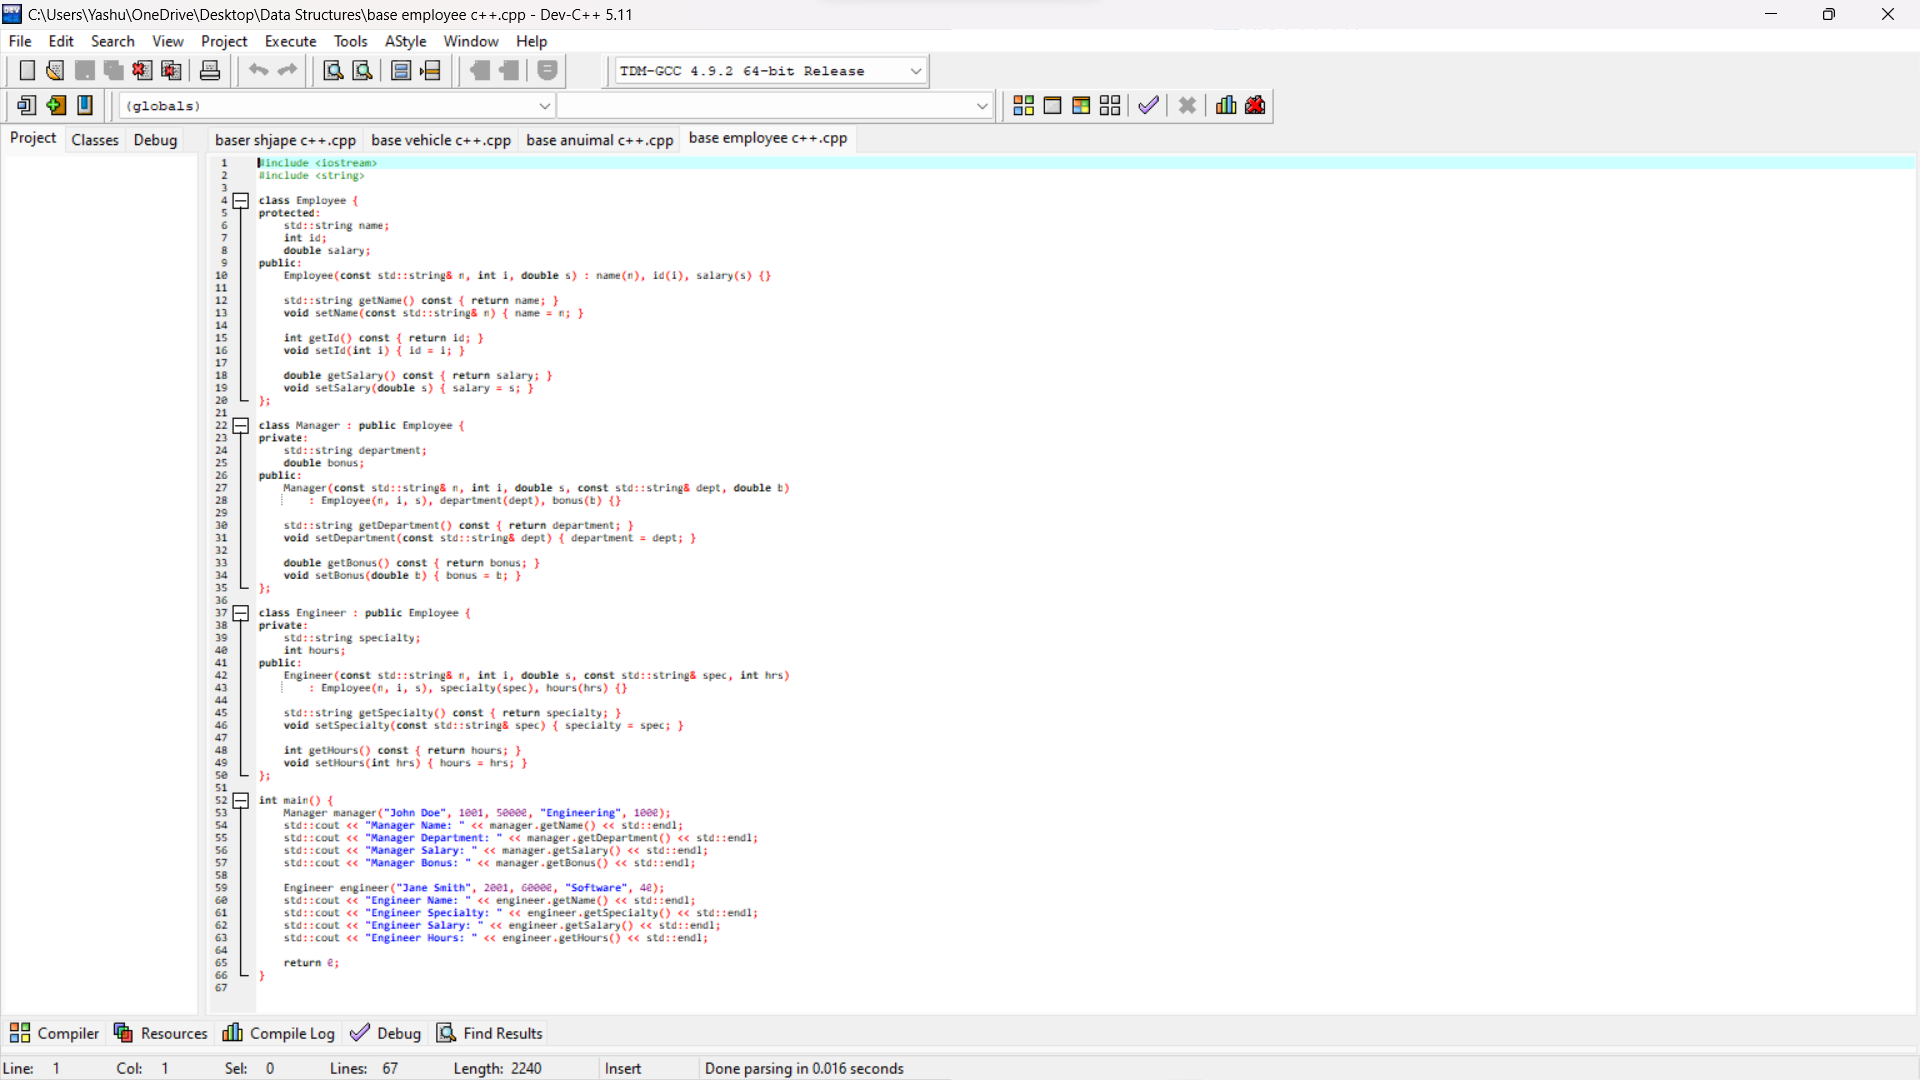 C:\Users\Yashu\OneDrive\Desktop\Data Structures\base employee c++.cpp - Dev-C++ 5.11
File Edit Search View Project Execute Tools AStyle Window Help
TDM-GCC 4.9.2 64-bit Release
(globals)
Project Classes Debug
baser shjape c++.cpp base vehicle c++.cpp base anuimal c++.cpp base employee c++.cpp
1 #include <iostream>
2 #include <string>
3
4 class Employee {
5 protected:
6 std::string name;
7 int id;
8 double salary;
9 public:
10 Employee(const std::string& n, int i, double s) : name(n), id(i), salary(s) {}
11
12 std::string getName() const { return name; }
13 void setName(const std::string& n) { name = n; }
14
15 int getId() const { return id; }
16 void setId(int i) { id = i; }
17
18 double getSalary() const { return salary; }
19 void setSalary(double s) { salary = s; }
20 };
21
22 class Manager : public Employee {
23 private:
24 std::string department;
25 double bonus;
26 public:
27 Manager(const std::string& n, int i, double s, const std::string& dept, double b)
28 : Employee(n, i, s), department(dept), bonus(b) {}
29
30 std::string getDepartment() const { return department; }
31 void setDepartment(const std::string& dept) { department = dept; }
32
33 double getBonus() const { return bonus; }
34 void setBonus(double b) { bonus = b; }
35 };
36
37 class Engineer : public Employee {
38 private:
39 std::string specialty;
40 int hours;
41 public:
42 Engineer(const std::string& n, int i, double s, const std::string& spec, int hrs)
43 : Employee(n, i, s), specialty(spec), hours(hrs) {}
44
45 std::string getSpecialty() const { return specialty; }
46 void setSpecialty(const std::string& spec) { specialty = spec; }
47
48 int getHours() const { return hours; }
49 void setHours(int hrs) { hours = hrs; }
50 };
51
52 int main() {
53 Manager manager("John Doe", 1001, 50000, "Engineering", 1000);
54 std::cout << "Manager Name: " << manager.getName() << std::endl;
55 std::cout << "Manager Department: " << manager.getDepartment() << std::endl;
56 std::cout << "Manager Salary: " << manager.getSalary() << std::endl;
57 std::cout << "Manager Bonus: " << manager.getBonus() << std::endl;
58
59 Engineer engineer("Jane Smith", 2001, 60000, "Software", 40);
60 std::cout << "Engineer Name: " << engineer.getName() << std::endl;
61 std::cout << "Engineer Specialty: " << engineer.getSpecialty() << std::endl;
62 std::cout << "Engineer Salary: " << engineer.getSalary() << std::endl;
63 std::cout << "Engineer Hours: " << engineer.getHours() << std::endl;
64
65 return 0;
66 }
67
Compiler Resources Compile Log Debug Find Results
Line: 1 Col: 1 Sel: 0 Lines: 67 Length: 2240 Insert Done parsing in 0.016 seconds